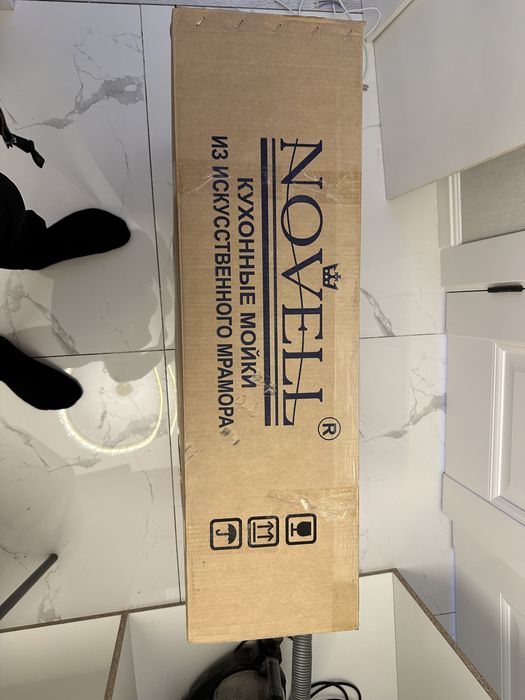 NOVELL ®
КУХОННЫЕ МОЙКИ
ИЗ ИСКУССТВЕННОГО МРАМОРА